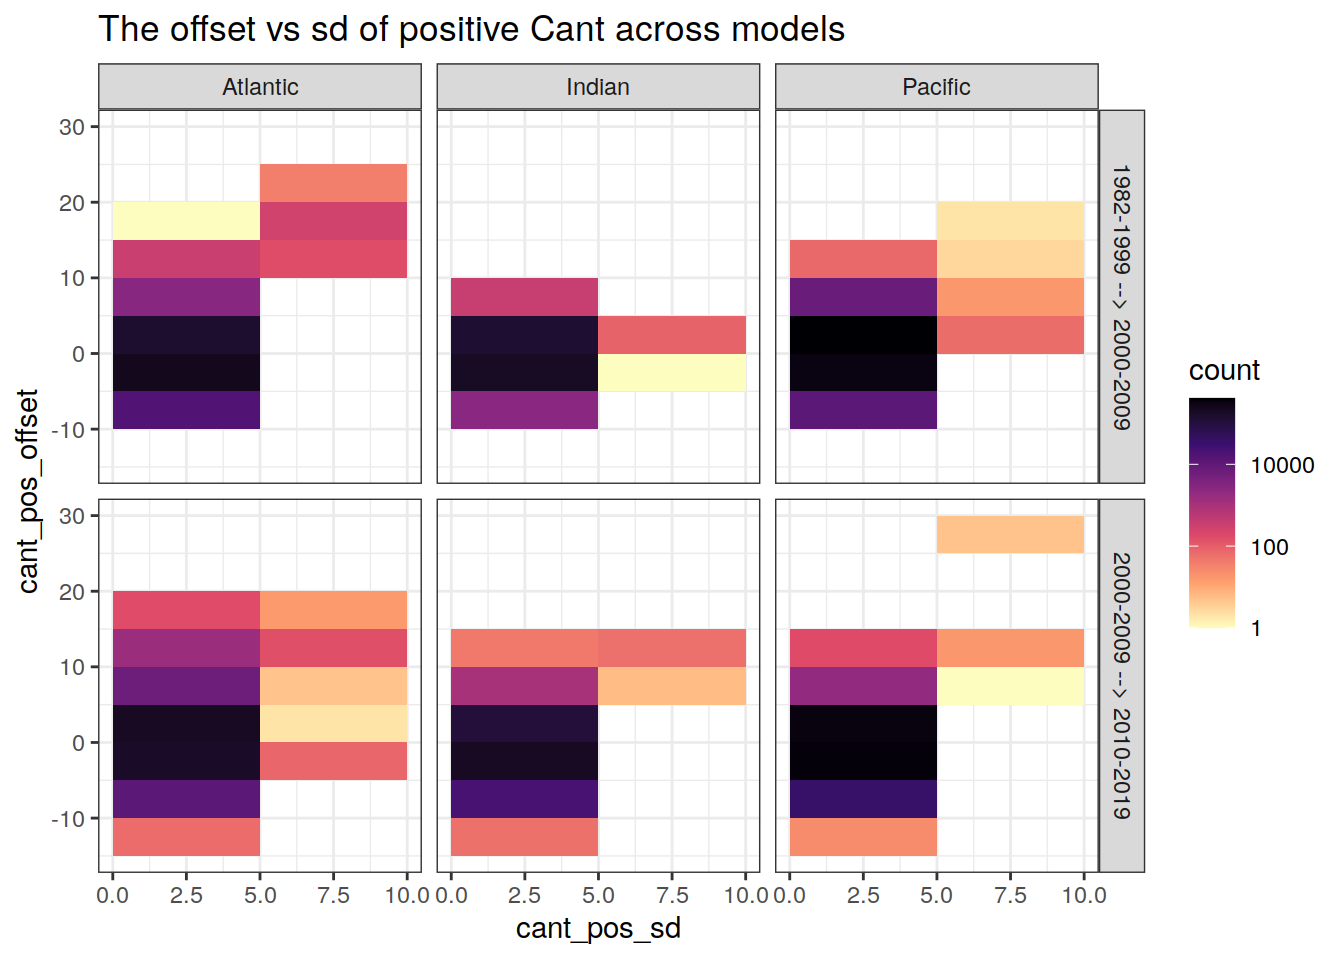 The offset vs sd of positive Cant across models
Atlantic
Indian
Pacific
30
20
10
0
-10
1982-1999 --> 2000-2009
30
20
10
0
-10
2000-2009 --> 2010-2019
0.0 2.5 5.0 7.5 10.0
0.0 2.5 5.0 7.5 10.0
0.0 2.5 5.0 7.5 10.0
cant_pos_sd
cant_pos_offset
count
10000
100
1